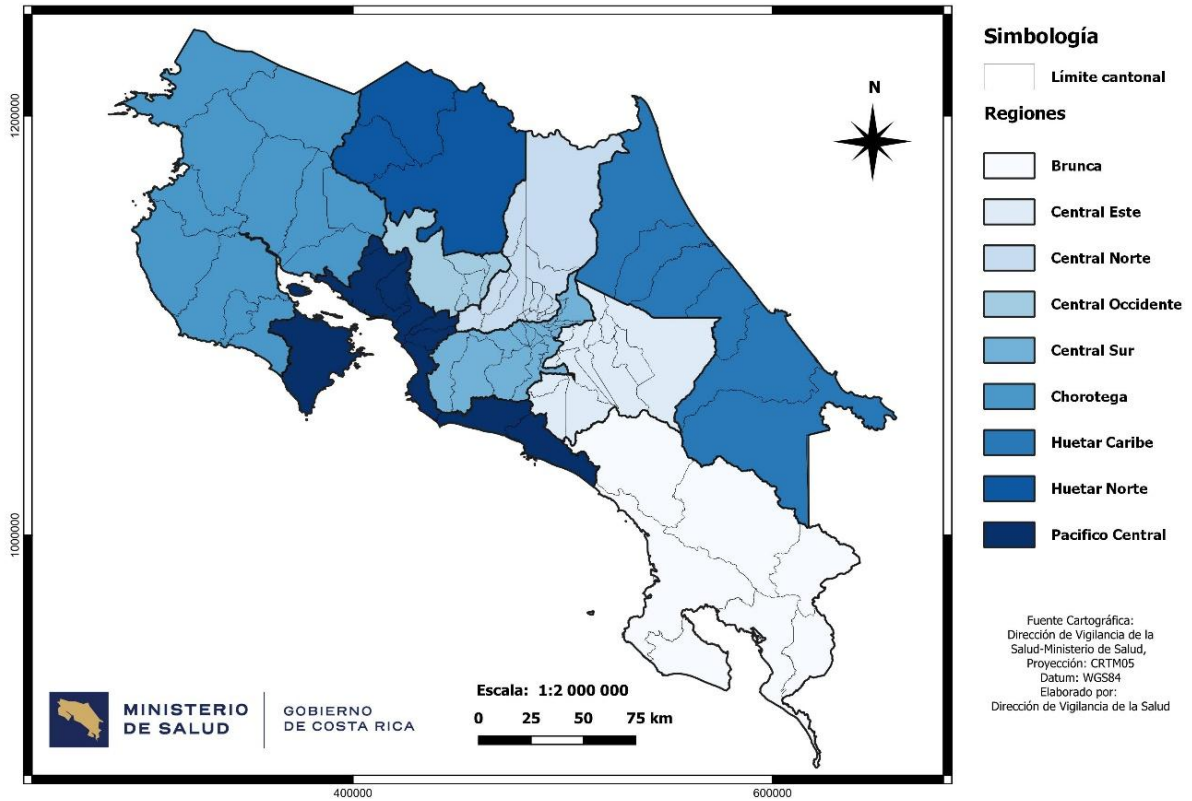 Simbología
Límite cantonal
Regiones
Brunca
Central Este
Central Norte
Central Occidente
Central Sur
Chorotega
Huetar Caribe
Huetar Norte
Pacifico Central
Fuente Cartográfica:
Dirección de Vigilancia de la
Salud-Ministerio de Salud,
Proyección: CRTM05
Datum: WGS84
Elaborado por:
Dirección de Vigilancia de la Salud
N
1200000
1000000
Escala: 1:2 000 000
0 25 50 75 km
MINISTERIO
DE SALUD
GOBIERNO
DE COSTA RICA
400000
600000